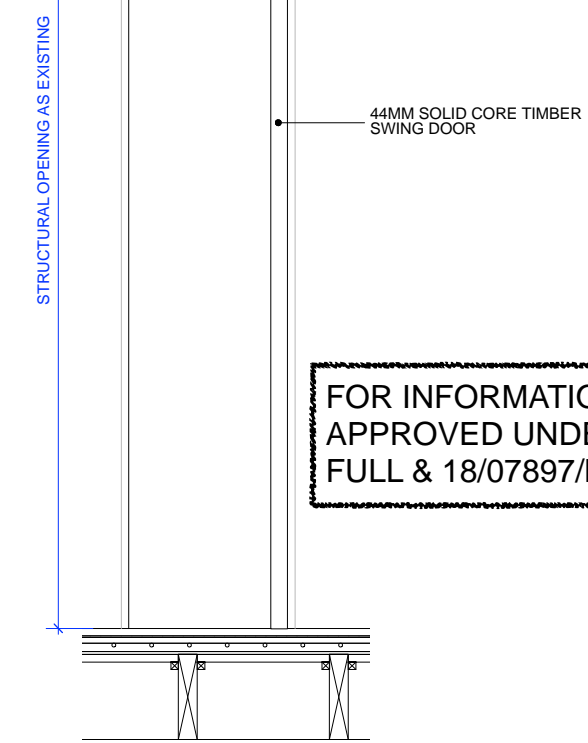 STRUCTURAL OPENING AS EXISTING
44MM SOLID CORE TIMBER
SWING DOOR
FOR INFORMATIO
APPROVED UNDE
FULL & 18/07897/